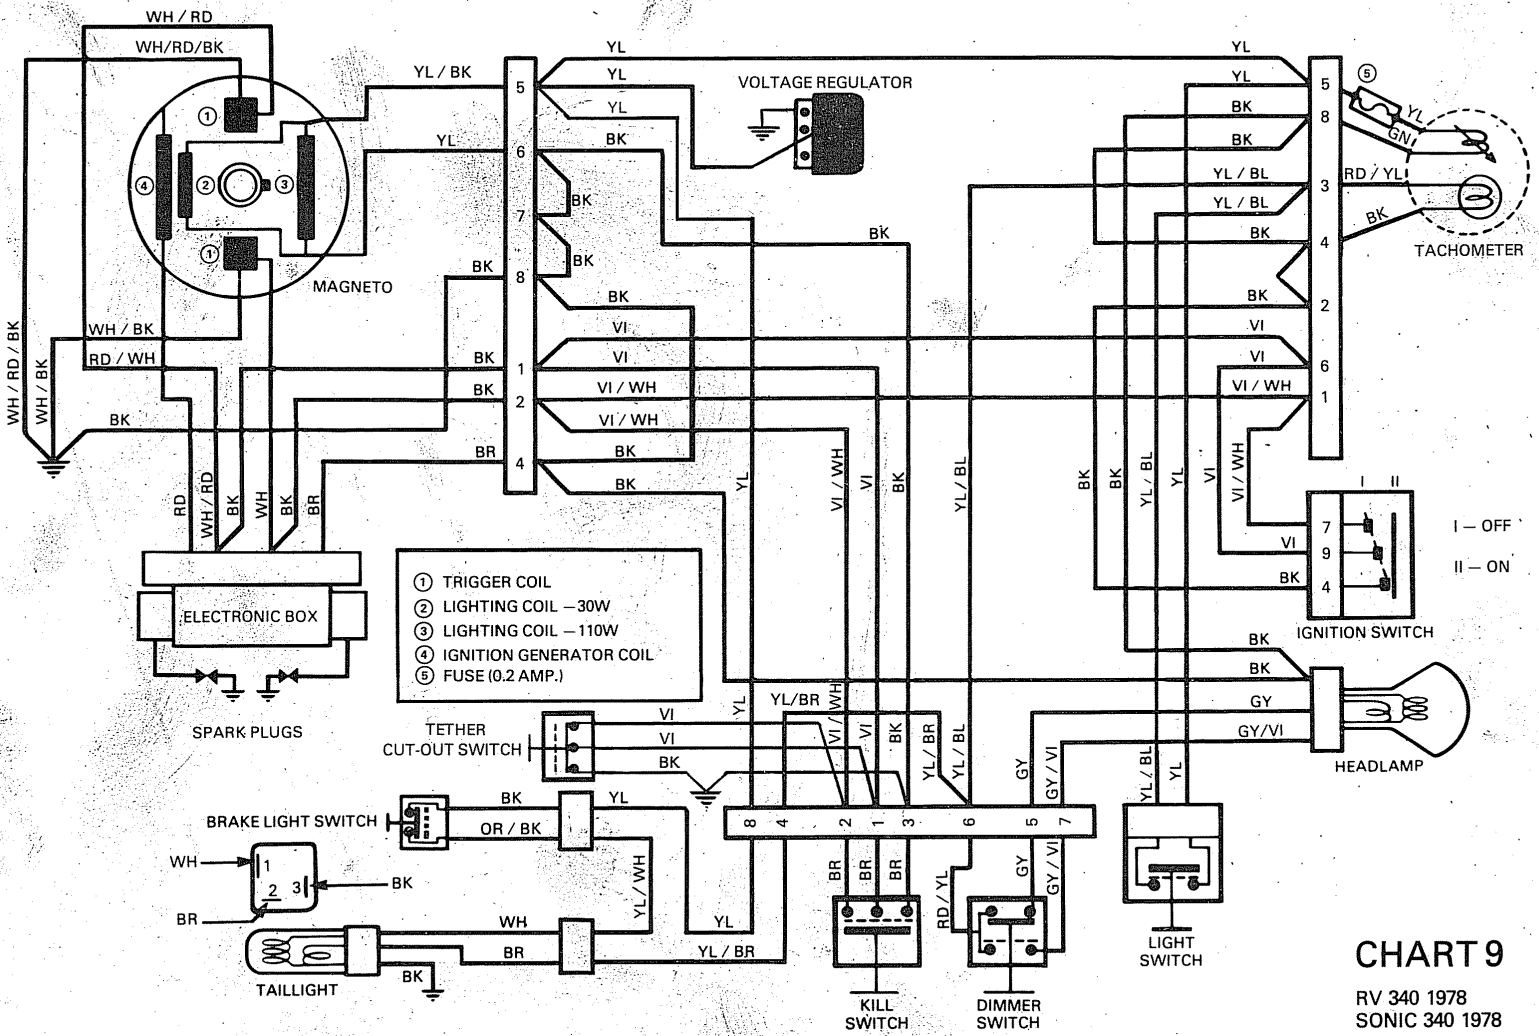 WH / RD
WH/RD/BK
YL / BK
YL
5
YL
YL
YL
VOLTAGE REGULATOR
YL
YL
5
5
YL
GN
BK
8
BK
6
YL
BK
1
4
2
3
1
MAGNETO
7
BK
BK
8
BK
BK
YL / BL
YL / BL
3
RD / YL
BK
BK
4
TACHOMETER
BK
BK
2
WH / BK
RD / WH
WH / RD / BK
WH / BK
BK
VI
VI
BK
1
VI
VI
6
BK
2
VI / WH
VI / WH
1
BK
VI / WH
BR
4
BK
BK
RD
WH / RD
BK
WH
BK
BR
YL
VI / WH
VI
BK
YL / BL
BK
BK
YL / BL
YL
VI
VI / WH
I
II
7
9
4
VI
BK
I – OFF
II – ON
IGNITION SWITCH
ELECTRONIC BOX
SPARK PLUGS
1 TRIGGER COIL
2 LIGHTING COIL – 30W
3 LIGHTING COIL – 110W
4 IGNITION GENERATOR COIL
5 FUSE (0.2 AMP.)
BK
BK
GY
GY/VI
HEADLAMP
TETHER
CUT-OUT SWITCH
VI
VI
BK
YL
YL/BR
VI / WH
VI
BK
YL / BR
YL / BL
GY
GY / VI
YL / BL
YL
BRAKE LIGHT SWITCH
BK
OR / BK
YL
8
4
2
1
3
6
5
7
WH
1
2
3
BK
BR
YL / WH
BR
BR
BR
RD / YL
GY
GY / VI
WH
BR
BK
YL
YL / BR
TAILLIGHT
KILL
SWITCH
DIMMER
SWITCH
LIGHT
SWITCH
CHART 9
RV 340 1978
SONIC 340 1978